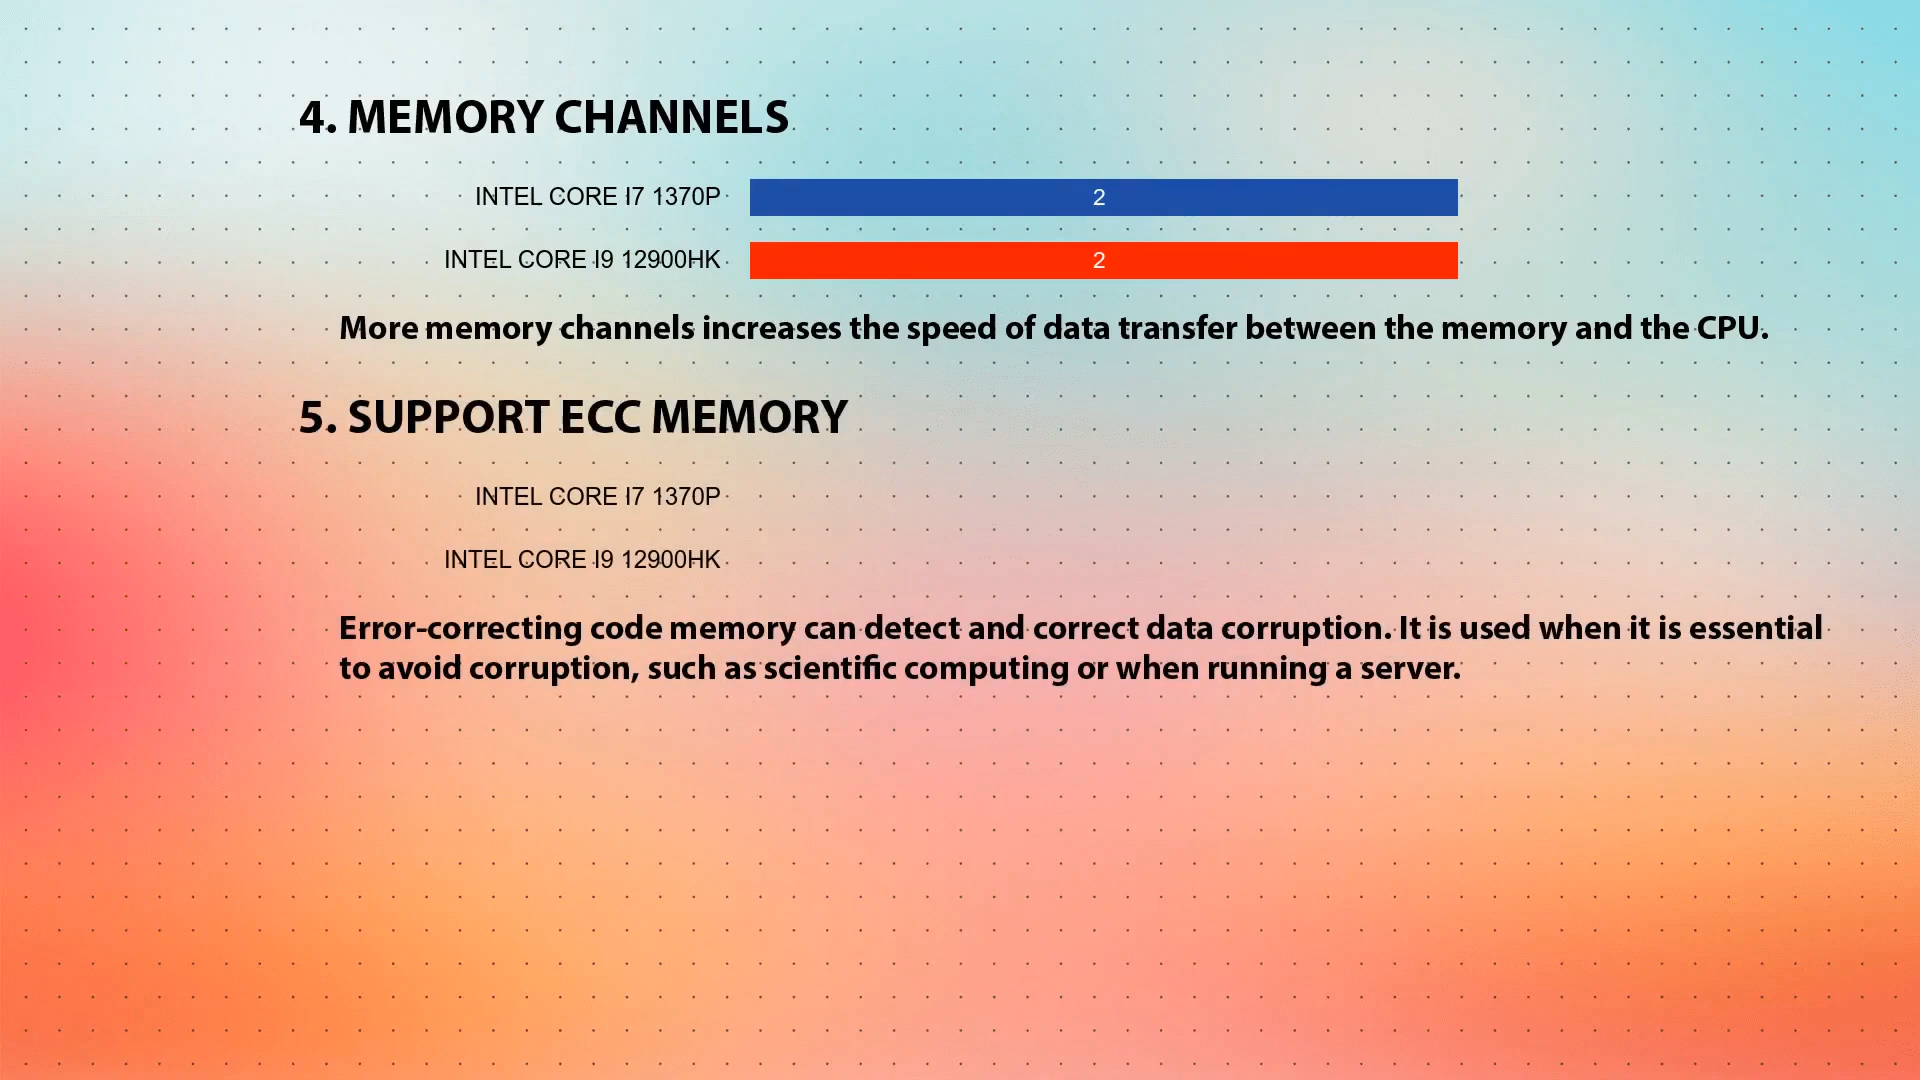 4. MEMORY CHANNELS
INTEL CORE I7 1370P
2
INTEL CORE I9 12900HK
2
More memory channels increases the speed of data transfer between the memory and the CPU.
5. SUPPORT ECC MEMORY
INTEL CORE I7 1370P
INTEL CORE I9 12900HK
Error-correcting code memory can detect and correct data corruption. It is used when it is essential
to avoid corruption, such as scientific computing or when running a server.